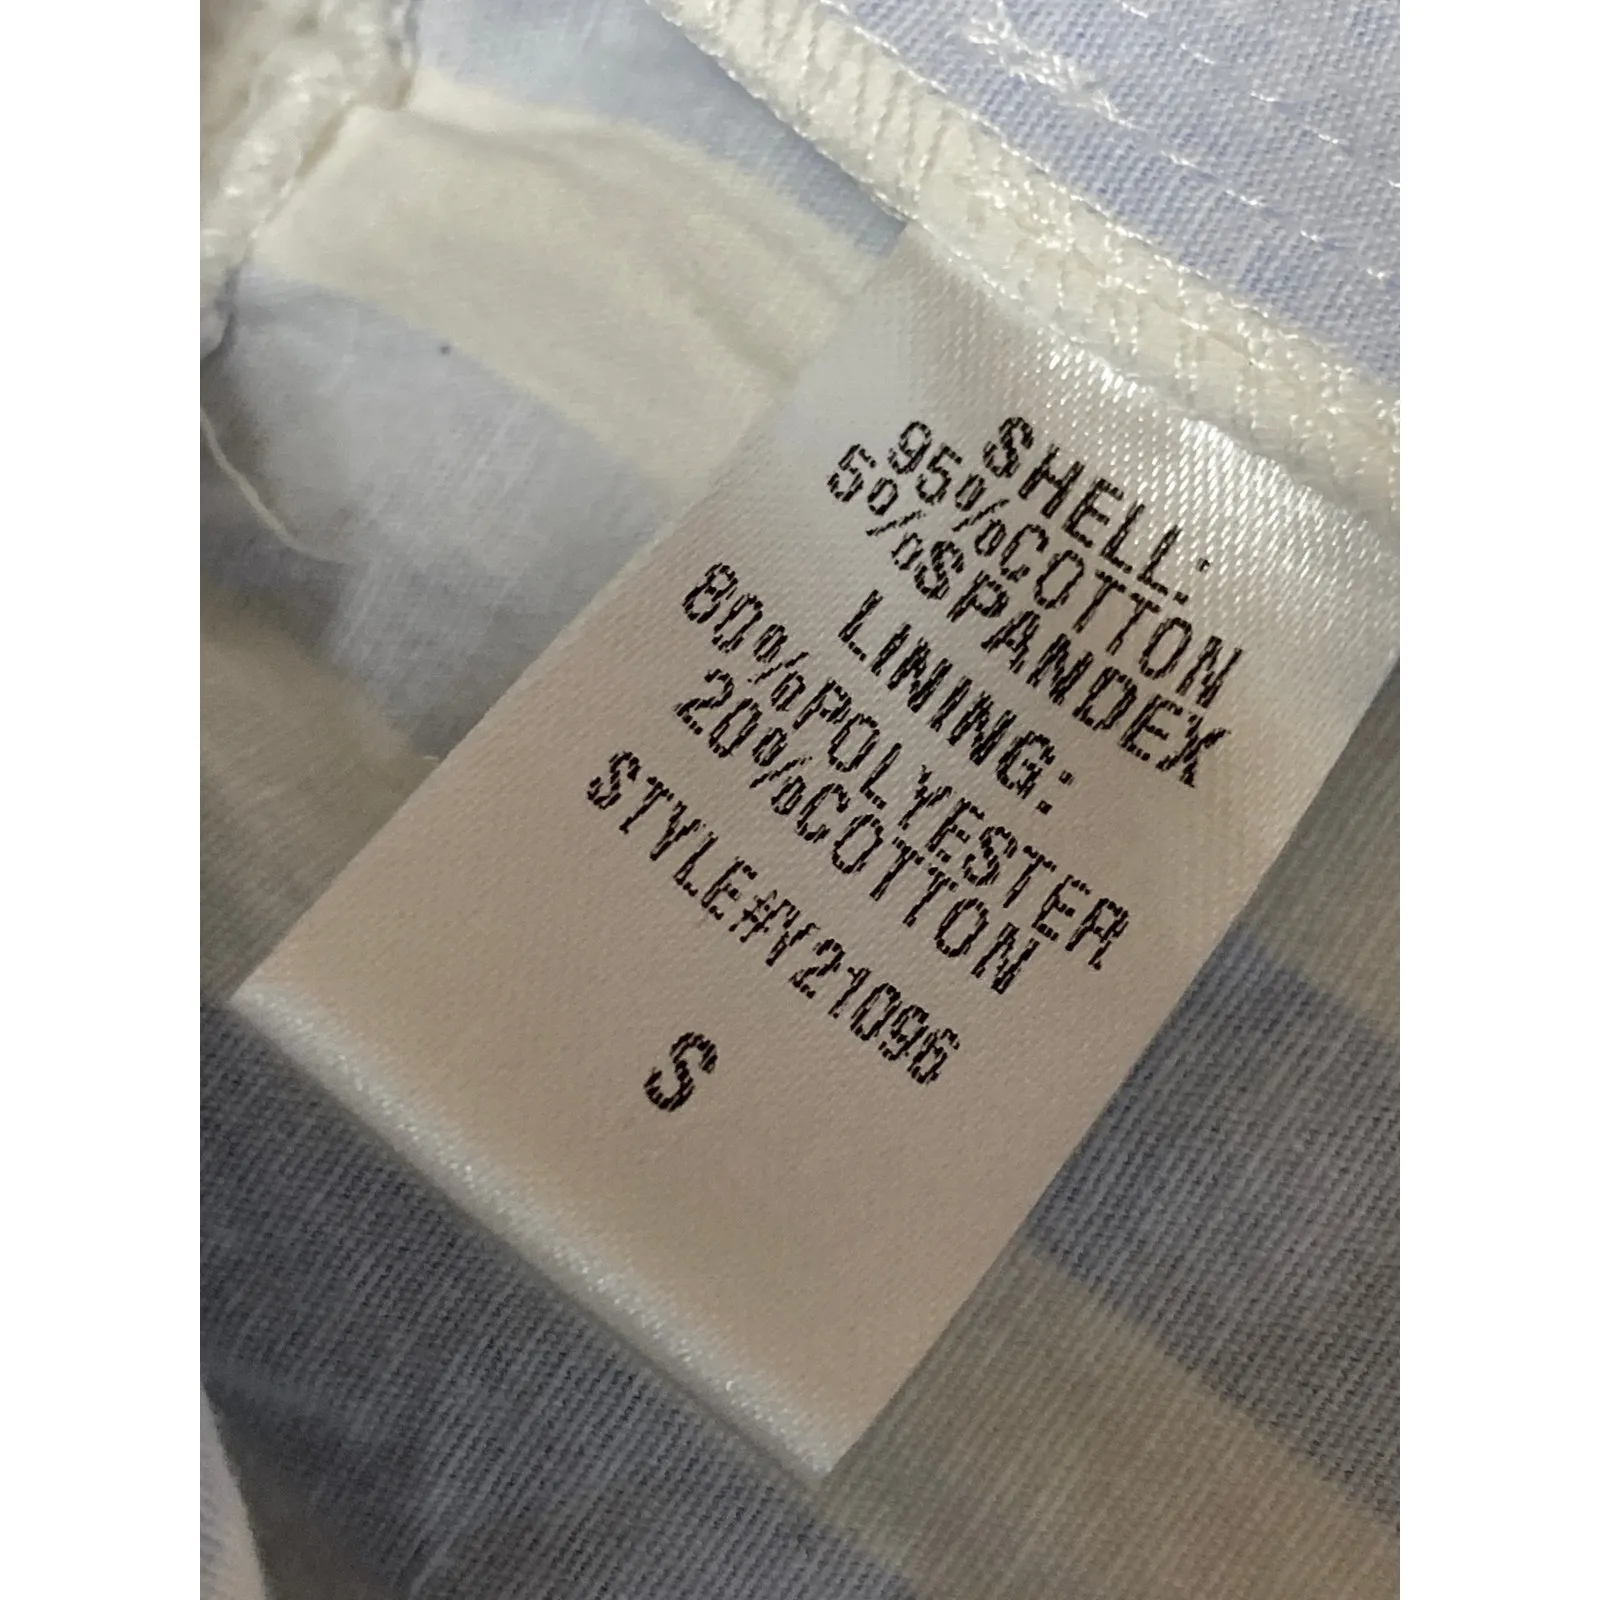 SHELL:
95%COTTON
5%SPANDEX
LINING:
80%POLYESTER
20%COTTON
STYLE#Y21096
S